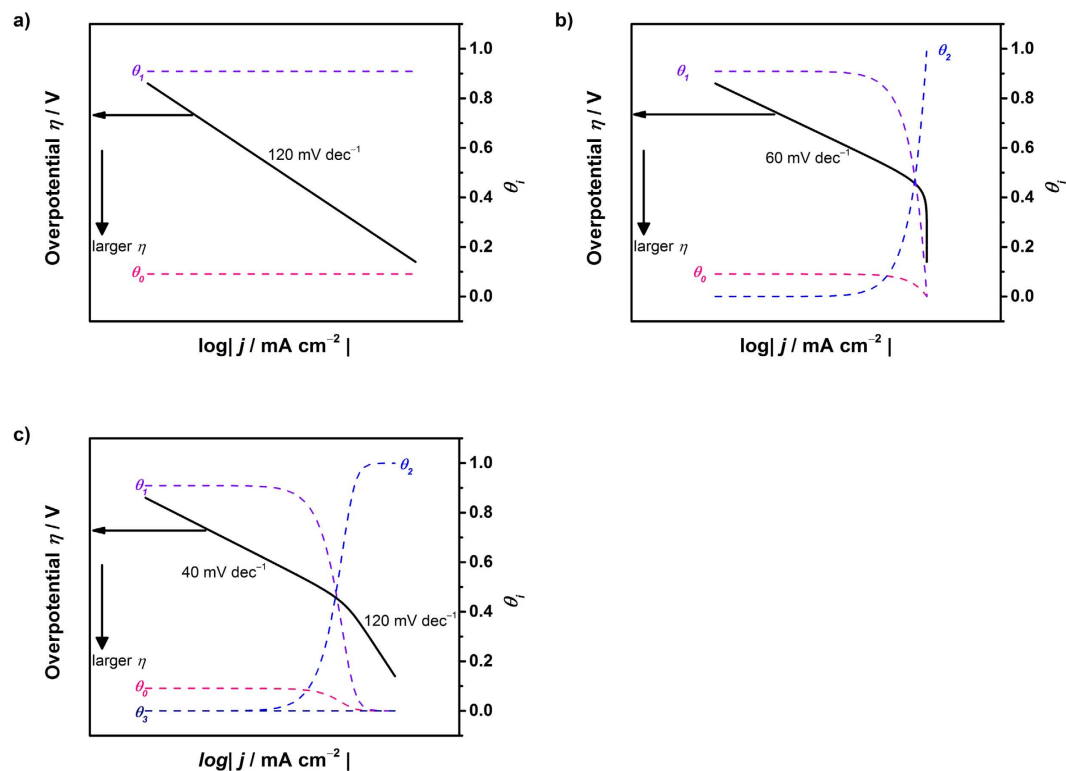 a)
Overpotential η / V
larger η
θ1
120 mV dec⁻¹
θ0
1.0
0.8
0.6
0.4
0.2
0.0
θi
log| j / mA cm⁻² |
b)
Overpotential η / V
larger η
θ1
60 mV dec⁻¹
θ0
θ2
1.0
0.8
0.6
0.4
0.2
0.0
θi
log| j / mA cm⁻² |
c)
Overpotential η / V
larger η
θ1
40 mV dec⁻¹
θ2
120 mV dec⁻¹
θ0
θ3
1.0
0.8
0.6
0.4
0.2
0.0
θi
log| j / mA cm⁻² |